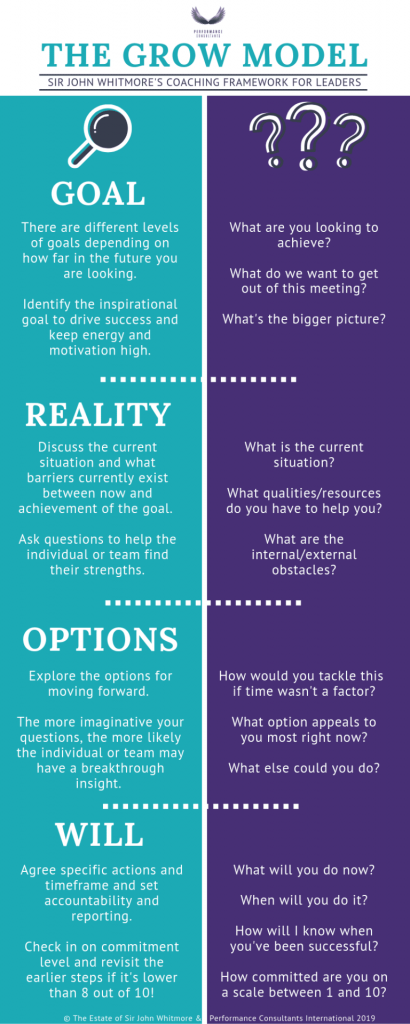 PERFORMANCE
CONSULTANTS
THE GROW MODEL
SIR JOHN WHITMORE'S COACHING FRAMEWORK FOR LEADERS
???
GOAL
There are different levels
of goals depending on
how far in the future you
are looking.
Identify the inspirational
goal to drive success and
keep energy and
motivation high.
What are you looking to
achieve?
What do we want to get
out of this meeting?
What's the bigger picture?
REALITY
Discuss the current
situation and what
barriers currently exist
between now and
achievement of the goal.
Ask questions to help the
individual or team find
their strengths.
What is the current
situation?
What qualities/resources
do you have to help you?
What are the
internal/external
obstacles?
OPTIONS
Explore the options for
moving forward.
The more imaginative your
questions, the more likely
the individual or team may
have a breakthrough
insight.
How would you tackle this
if time wasn't a factor?
What option appeals to
you most right now?
What else could you do?
WILL
Agree specific actions and
timeframe and set
accountability and
reporting.
Check in on commitment
level and revisit the
earlier steps if it's lower
than 8 out of 10!
What will you do now?
When will you do it?
How will I know when
you've been successful?
How committed are you on
a scale between 1 and 10?
© The Estate of Sir John Whitmore & Performance Consultants International 2019